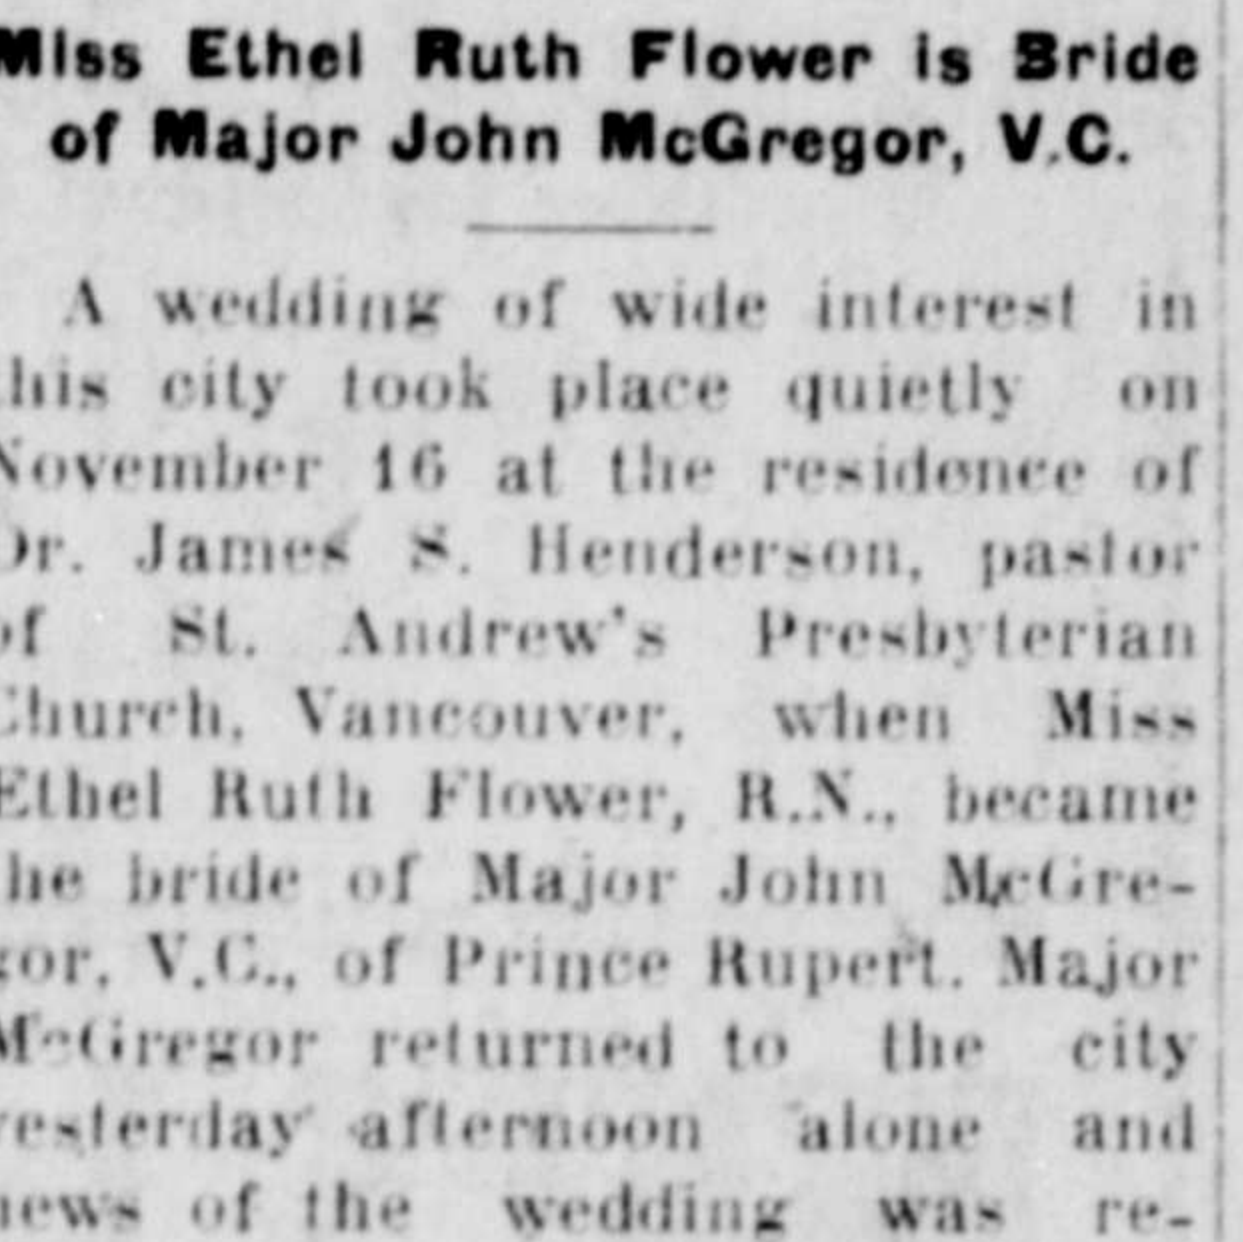 Miss Ethel Ruth Flower is Bride
of Major John McGregor, V.C.
A wedding of wide interest in
this city took place quietly on
November 16 at the residence of
Dr. James S. Henderson, pastor
of St. Andrew's Presbyterian
Church, Vancouver, when Miss
Ethel Ruth Flower, R.N., became
the bride of Major John McGre-
gor, V.C., of Prince Rupert. Major
McGregor returned to the city
yesterday afternoon alone and
news of the wedding was re-